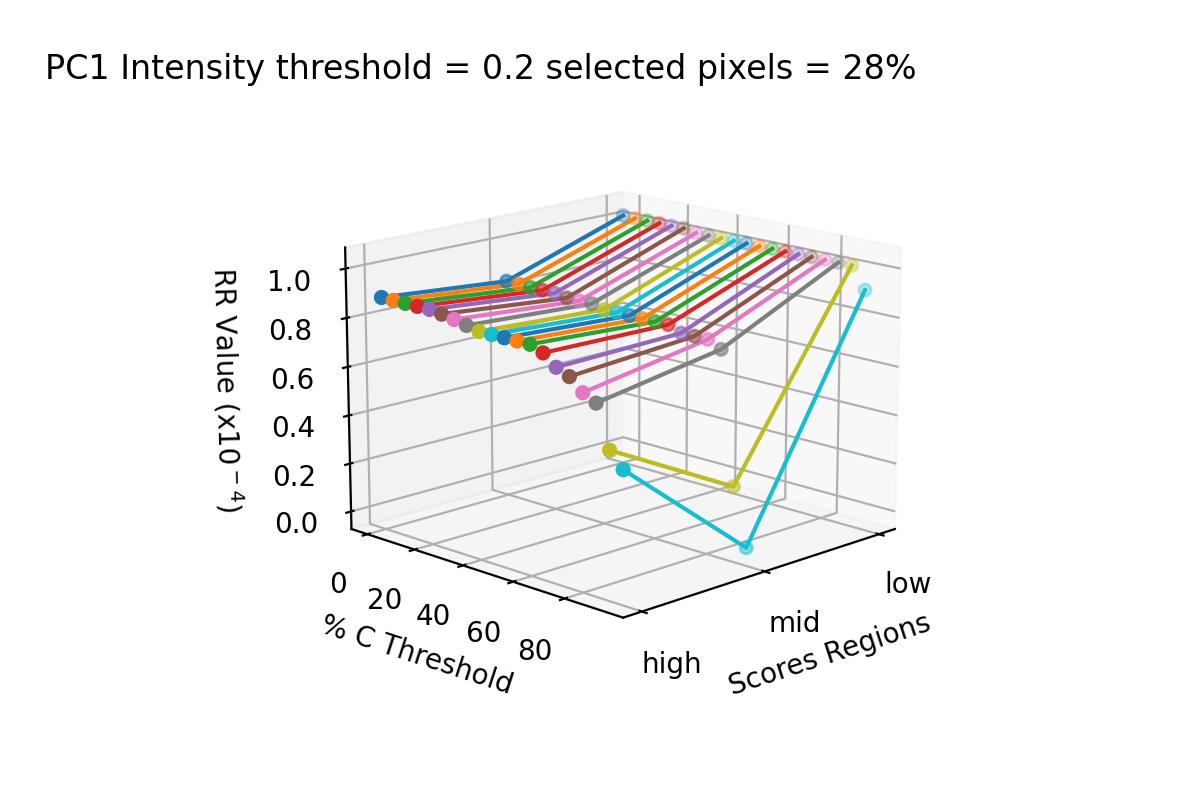 PC1 Intensity threshold = 0.2 selected pixels = 28%
RR Value (x10⁻⁴)
1.0
0.8
0.6
0.4
0.2
0.0
0
20
40
60
80
% C Threshold
high
mid
low
Scores Regions